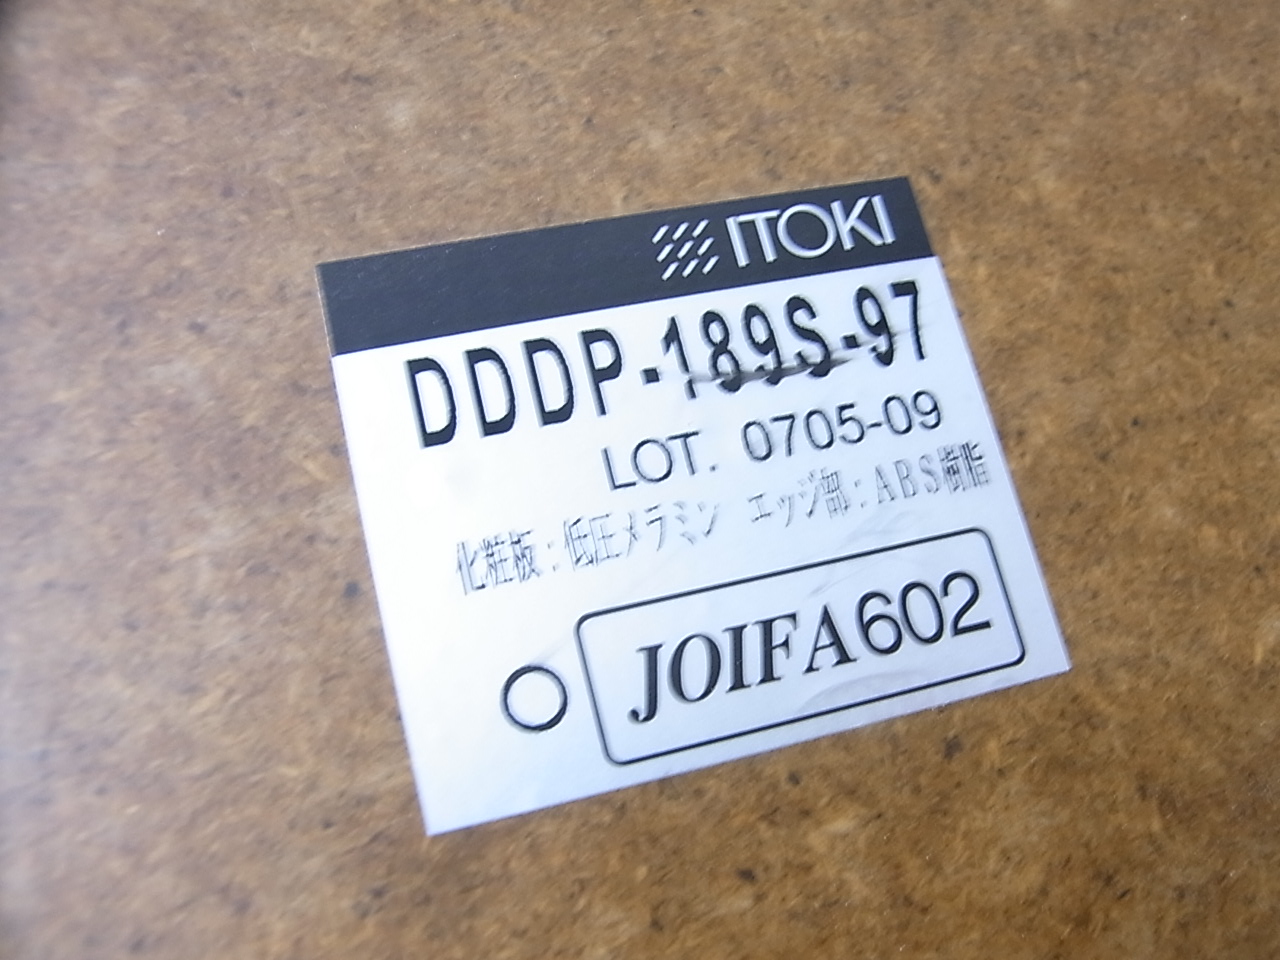 ITOKI
DDDP-189S-97
LOT. 0705-09
化粧板：低圧メラミン エッジ部：ABS樹脂
JOIFA602